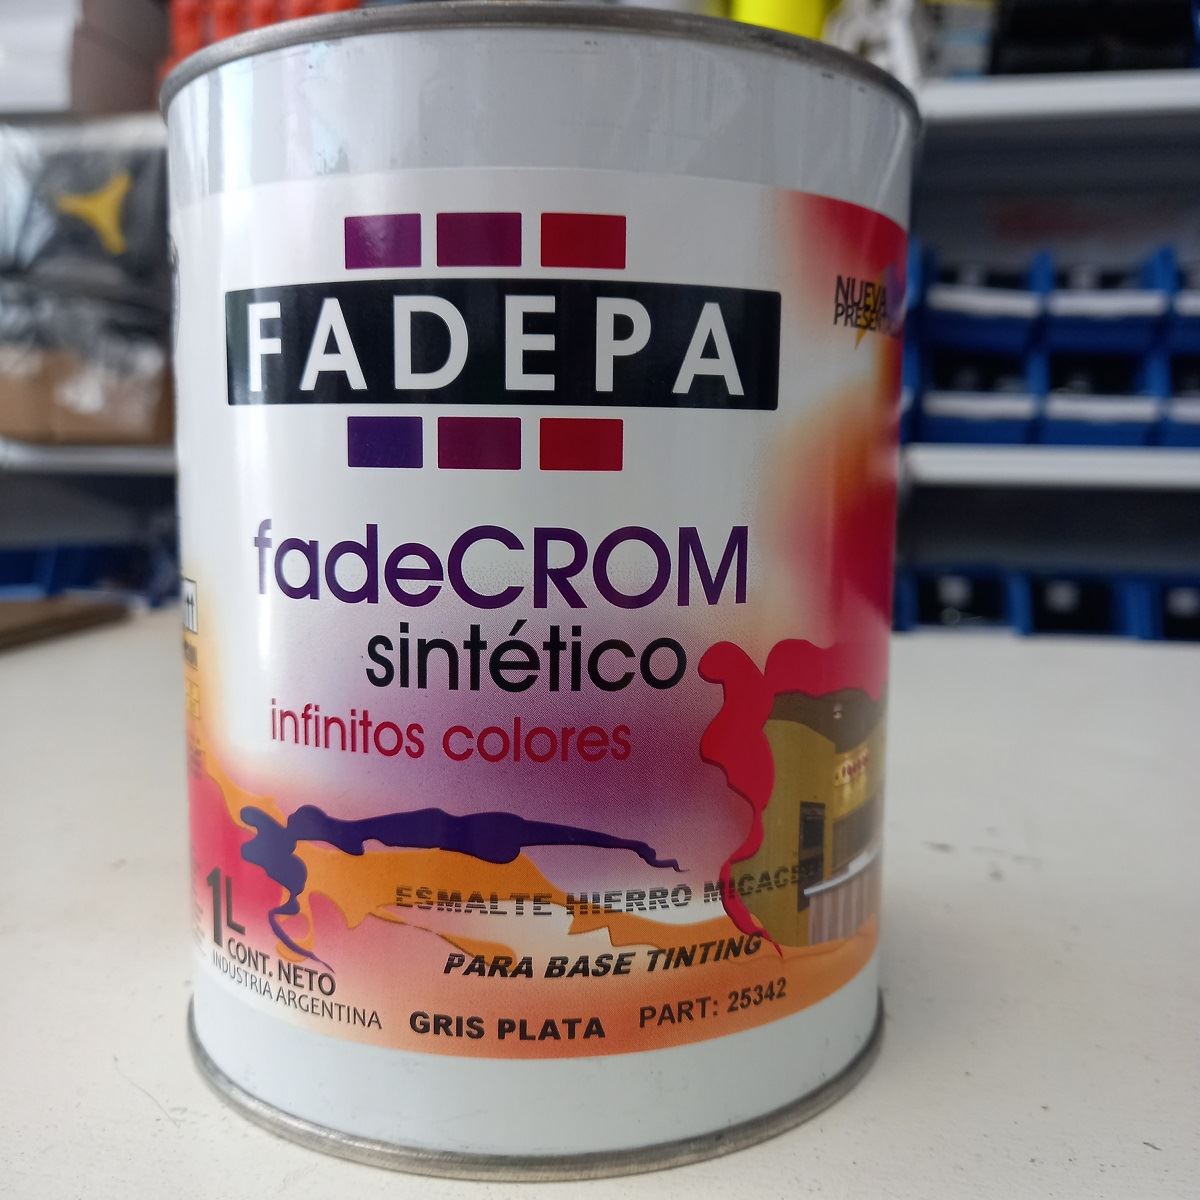 FADEPA
NUEVA
fadeCROM
sintético
infinitos colores
ESMALTE HIERRO
PARA BASE TINTING
1L
CONT. NETO
INDUSTRIA ARGENTINA
GRIS PLATA
PART: 25342